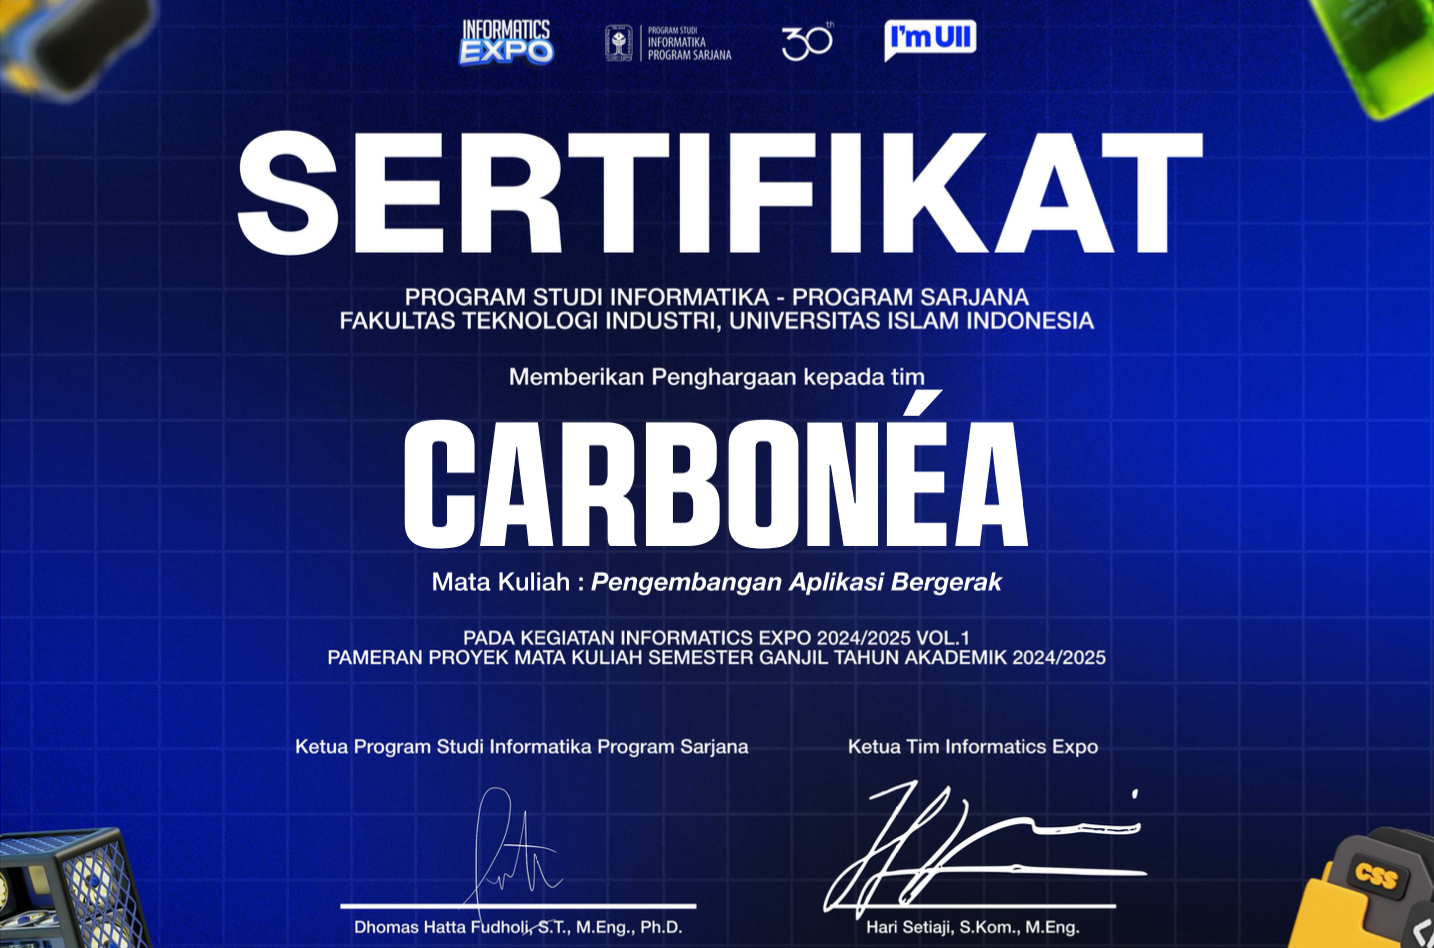 INFORMATICS
EXPO
PROGRAM STUDI
INFORMATIKA
PROGRAM SARJANA
30th
I'm UII
SERTIFIKAT
PROGRAM STUDI INFORMATIKA - PROGRAM SARJANA
FAKULTAS TEKNOLOGI INDUSTRI, UNIVERSITAS ISLAM INDONESIA
Memberikan Penghargaan kepada tim
CARBONÉA
Mata Kuliah : Pengembangan Aplikasi Bergerak
PADA KEGIATAN INFORMATICS EXPO 2024/2025 VOL.1
PAMERAN PROYEK MATA KULIAH SEMESTER GANJIL TAHUN AKADEMIK 2024/2025
Ketua Program Studi Informatika Program Sarjana
Ketua Tim Informatics Expo
Dhomas Hatta Fudholi, S.T., M.Eng., Ph.D.
Hari Setiaji, S.Kom., M.Eng.
CSS